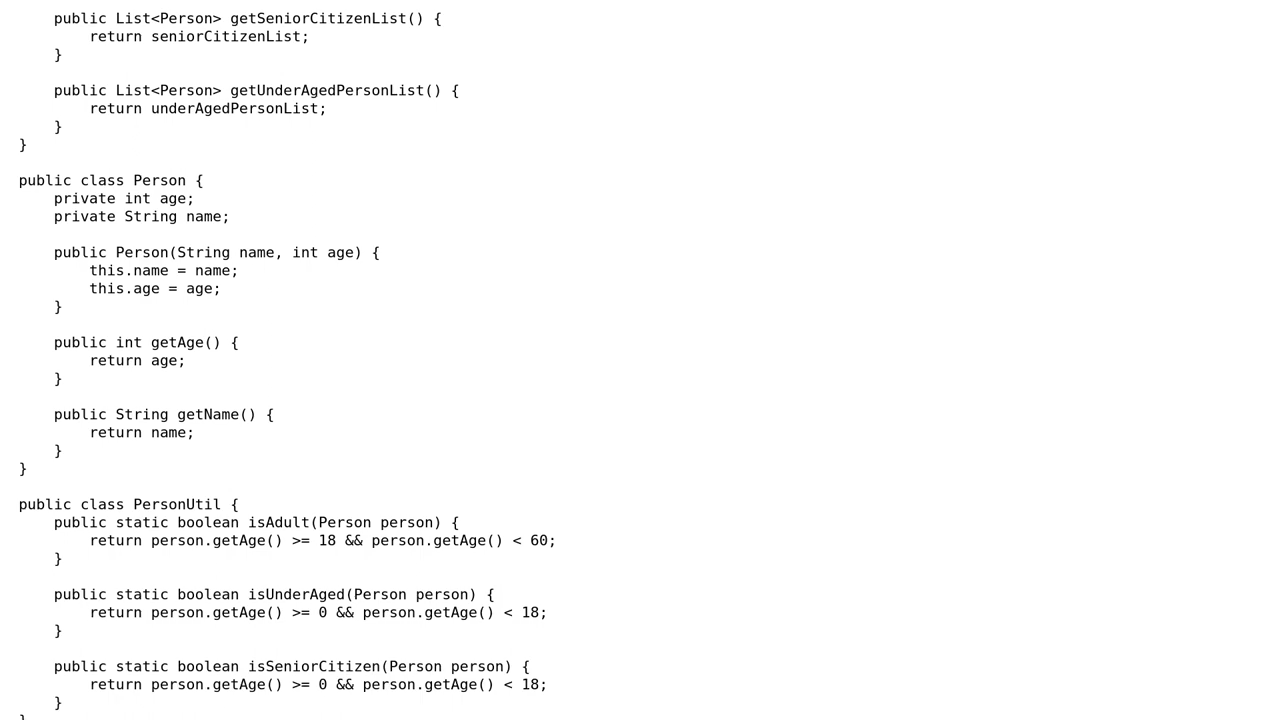 public List<Person> getSeniorCitizenList() {
        return seniorCitizenList;
    }

    public List<Person> getUnderAgedPersonList() {
        return underAgedPersonList;
    }
}

public class Person {
    private int age;
    private String name;

    public Person(String name, int age) {
        this.name = name;
        this.age = age;
    }

    public int getAge() {
        return age;
    }

    public String getName() {
        return name;
    }
}

public class PersonUtil {
    public static boolean isAdult(Person person) {
        return person.getAge() >= 18 && person.getAge() < 60;
    }

    public static boolean isUnderAged(Person person) {
        return person.getAge() >= 0 && person.getAge() < 18;
    }

    public static boolean isSeniorCitizen(Person person) {
        return person.getAge() >= 0 && person.getAge() < 18;
    }
}